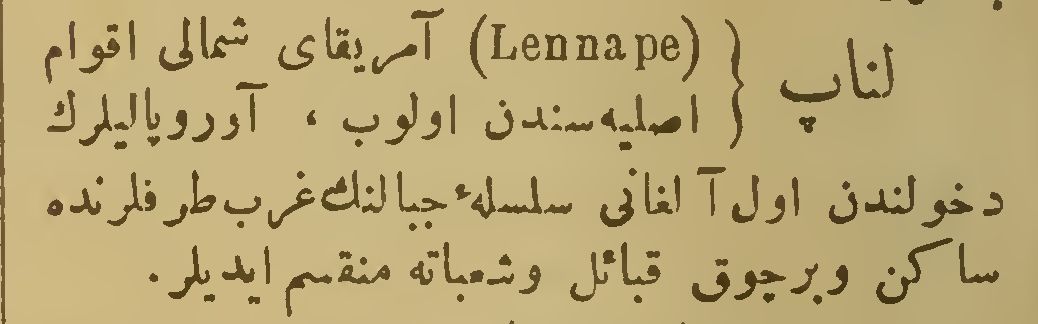 لناپ } (Lennape) آمریقای شمالی اقوام
اصلیه‌سندن اولوب ، آوروپالیلرك
دخولندن اول آلغانی سلسلهٔ جبالنك غرب طرفلرنده
ساكن وبرچوق قبائل وشعباته منقسم ایدیلر.